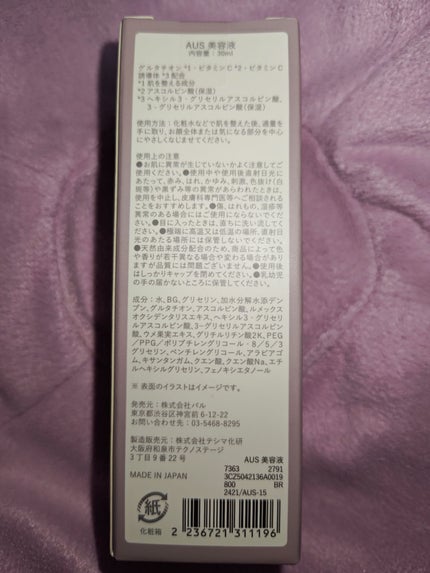 AUS 美容液
内容量：30ml
グルタチオン *1・ビタミンC *2・ビタミンC
誘導体 *3 配合
*1 肌を整える成分
*2 アスコルビン酸（保湿）
*3 ヘキシル3‐グリセリルアスコルビン酸、
3‐グリセリルアスコルビン酸（保湿）
使用方法：化粧水などで肌を整えた後、適量を
手に取り、お顔全体または気になる部分を中心
にやさしくなじませてください。
使用上の注意
●お肌に異常が生じていないかよく注意してご
使用ください。●使用中や使用後直射日光に
あたって、赤み、はれ、かゆみ、刺激、色抜け（白
斑等）や黒ずみ等の異常があらわれたときは、
使用を中止し、皮膚科専門医等へご相談される
ことをおすすめします。●傷、はれもの、湿疹等
異常のある場合にはご使用にならないでくださ
い。●目に入ったときは、直ちに洗い流してく
ださい。●極端に高温又は低温の場所、直射日
光のあたる場所には保管しないでください。
●天然由来成分配合のため、商品によって色
や香りが若干異なる場合や変わる場合があり
ますが品質には問題ございません。●使用後
はしっかりキャップを閉めてください。●乳幼児
の手の届かないところに保管してください。
成分：水、BG、グリセリン、加水分解水添デン
プン、グルタチオン、アスコルビン酸、ルメックス
オクシデンタリスエキス、ヘキシル3‐グリセリ
ルアスコルビン酸、3‐グリセリルアスコルビン
酸、ウメ果実エキス、グリチルリチン酸2K、PEG
/PPG/ポリブチレングリコール‐8/5/3
グリセリン、ペンチレングリコール、アラビアゴ
ム、キサンタンガム、クエン酸、クエン酸Na、エチ
ルヘキシルグリセリン、フェノキシエタノール
※ 表面のイラストはイメージです。
発売元：株式会社パル
東京都渋谷区神宮前 6-12-22
お問い合わせ先：03-5468-8295
製造販売元：株式会社テシマ化研
大阪府和泉市テクノステージ
3 丁目 9 番 22 号
MADE IN JAPAN
AUS 美容液
7363 2791
3CZ5042136A0019
800 BR
2421/AUS-15
紙
化粧箱
2 236721 311196